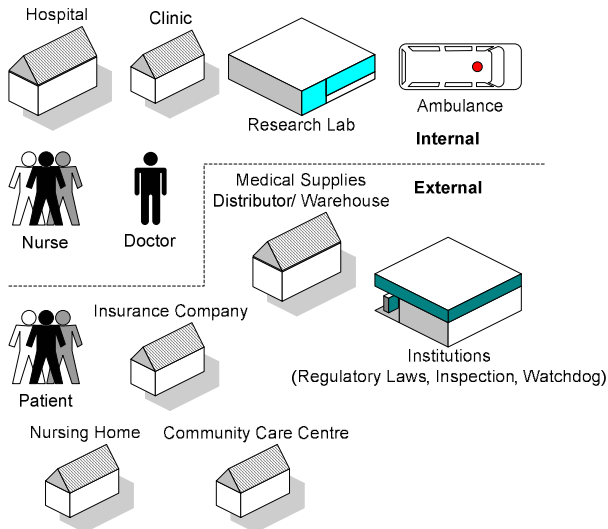 Hospital
Clinic
Research Lab
Ambulance
Internal
Nurse
Doctor
Medical Supplies
Distributor/ Warehouse
External
Insurance Company
Institutions
(Regulatory Laws, Inspection, Watchdog)
Patient
Nursing Home
Community Care Centre